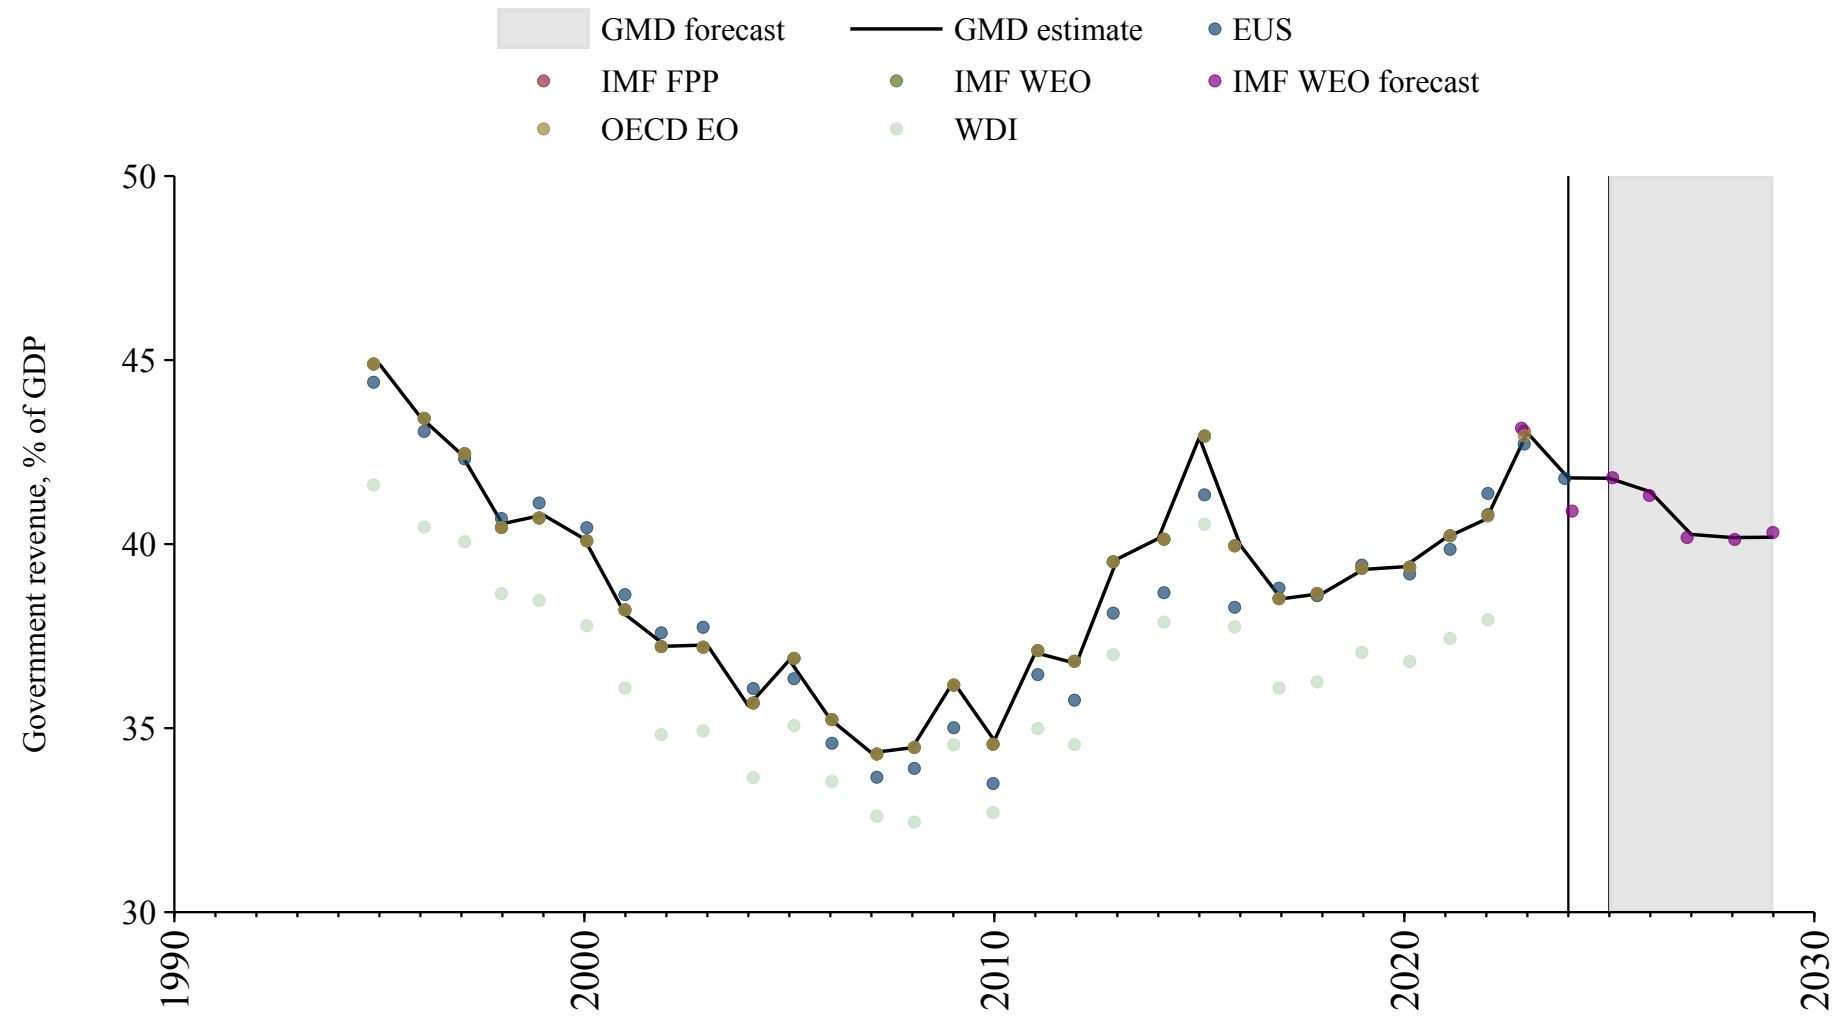 GMD forecast GMD estimate EUS
IMF FPP IMF WEO IMF WEO forecast
OECD EO WDI
Government revenue, % of GDP
50
45
40
35
30
1990 2000 2010 2020 2030